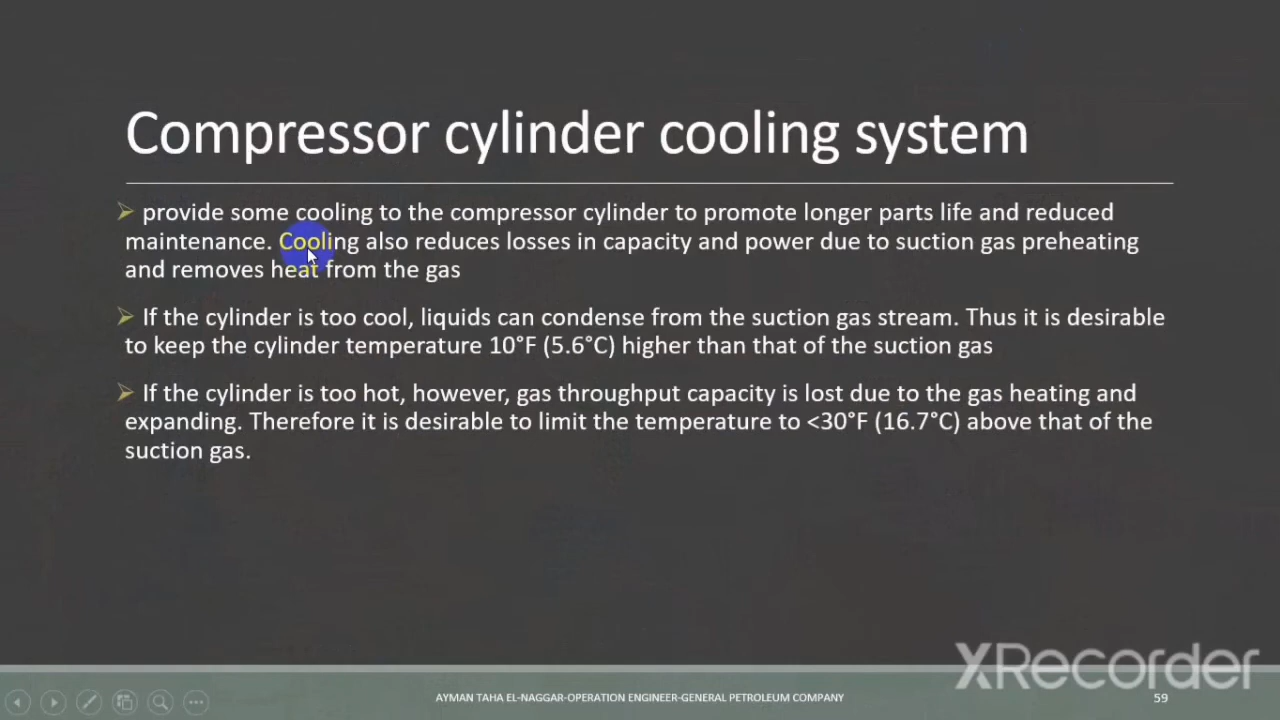 Compressor cylinder cooling system
➢ provide some cooling to the compressor cylinder to promote longer parts life and reduced
maintenance. Cooling also reduces losses in capacity and power due to suction gas preheating
and removes heat from the gas
➢ If the cylinder is too cool, liquids can condense from the suction gas stream. Thus it is desirable
to keep the cylinder temperature 10°F (5.6°C) higher than that of the suction gas
➢ If the cylinder is too hot, however, gas throughput capacity is lost due to the gas heating and
expanding. Therefore it is desirable to limit the temperature to <30°F (16.7°C) above that of the
suction gas.
XRecorder
AYMAN TAHA EL-NAGGAR-OPERATION ENGINEER-GENERAL PETROLEUM COMPANY
59